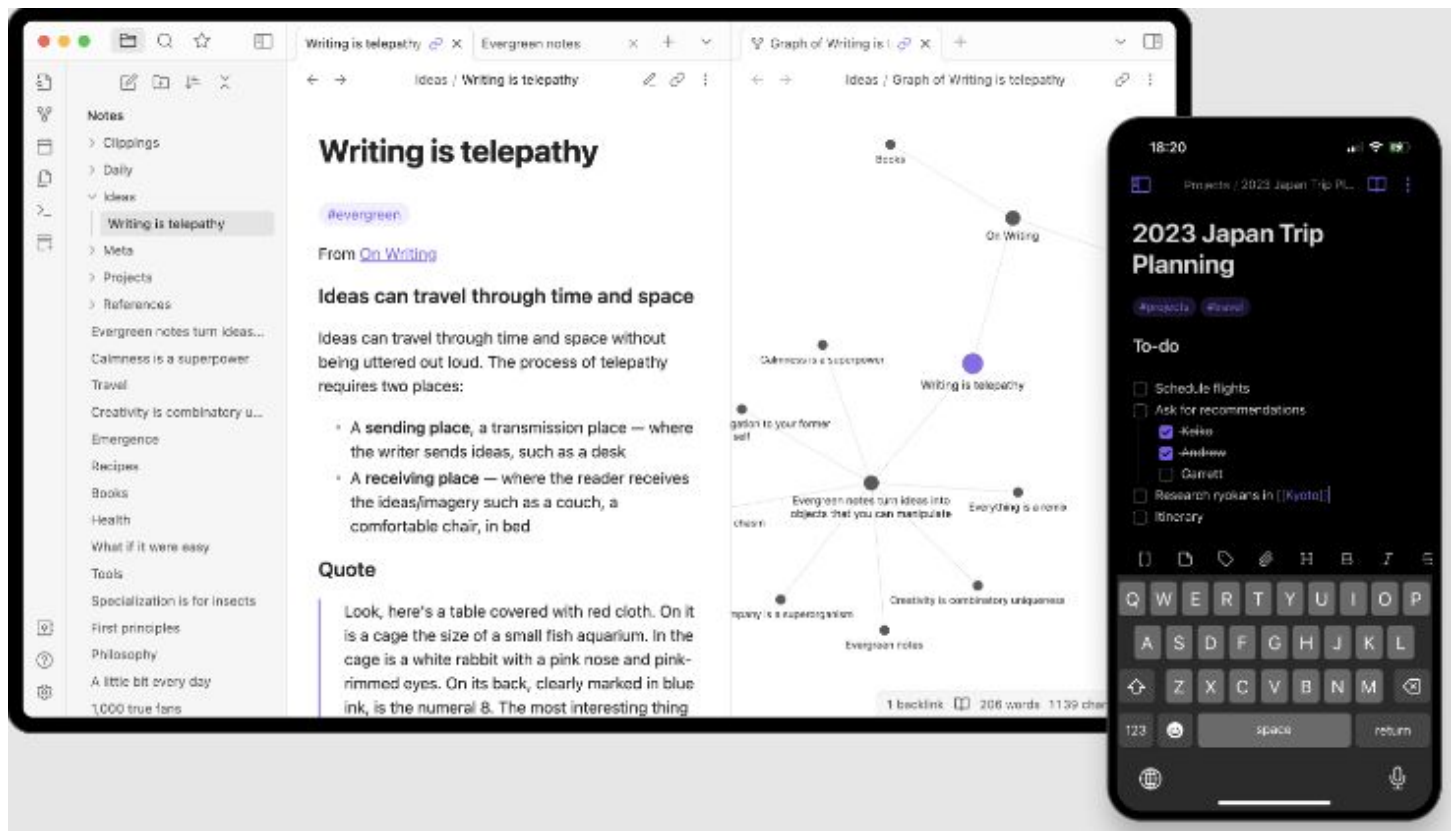 Notes
Clippings
Daily
Ideas
Writing is telepathy
Meta
Projects
References
Evergreen notes turn ideas...
Calmness is a superpower
Travel
Creativity is combinatory u...
Emergence
Recipes
Books
Health
What if it were easy
Tools
Specialization is for insects
First principles
Philosophy
A little bit every day
1,000 true fans
Writing is telepathy
Evergreen notes
Ideas / Writing is telepathy
Writing is telepathy
#evergreen
From On Writing
Ideas can travel through time and space
Ideas can travel through time and space without
being uttered out loud. The process of telepathy
requires two places:
• A sending place, a transmission place — where
the writer sends ideas, such as a desk
• A receiving place — where the reader receives
the ideas/imagery such as a couch, a
comfortable chair, in bed
Quote
Look, here's a table covered with red cloth. On it
is a cage the size of a small fish aquarium. In the
cage is a white rabbit with a pink nose and pink-
rimmed eyes. On its back, clearly marked in blue
ink, is the numeral 8. The most interesting thing
Graph of Writing is t
Ideas / Graph of Writing is telepathy
Books
On Writing
Calmness is a superpower
Writing is telepathy
gation to your former
self
Evergreen notes turn ideas into
objects that you can manipulate
Everything is a remix
chasm
Creativity is combinatory uniqueness
mpany is a superorganism
Evergreen notes
1 backlink 206 words 1139 char
18:20
Projects / 2023 Japan Trip Pl...
2023 Japan Trip
Planning
#projects #travel
To-do
Schedule flights
Ask for recommendations
Keiko
Andrew
Garrett
Research ryokans in [[Kyoto]]
Itinerary
[] H B I S
Q W E R T Y U I O P
A S D F G H J K L
Z X C V B N M
123 space return